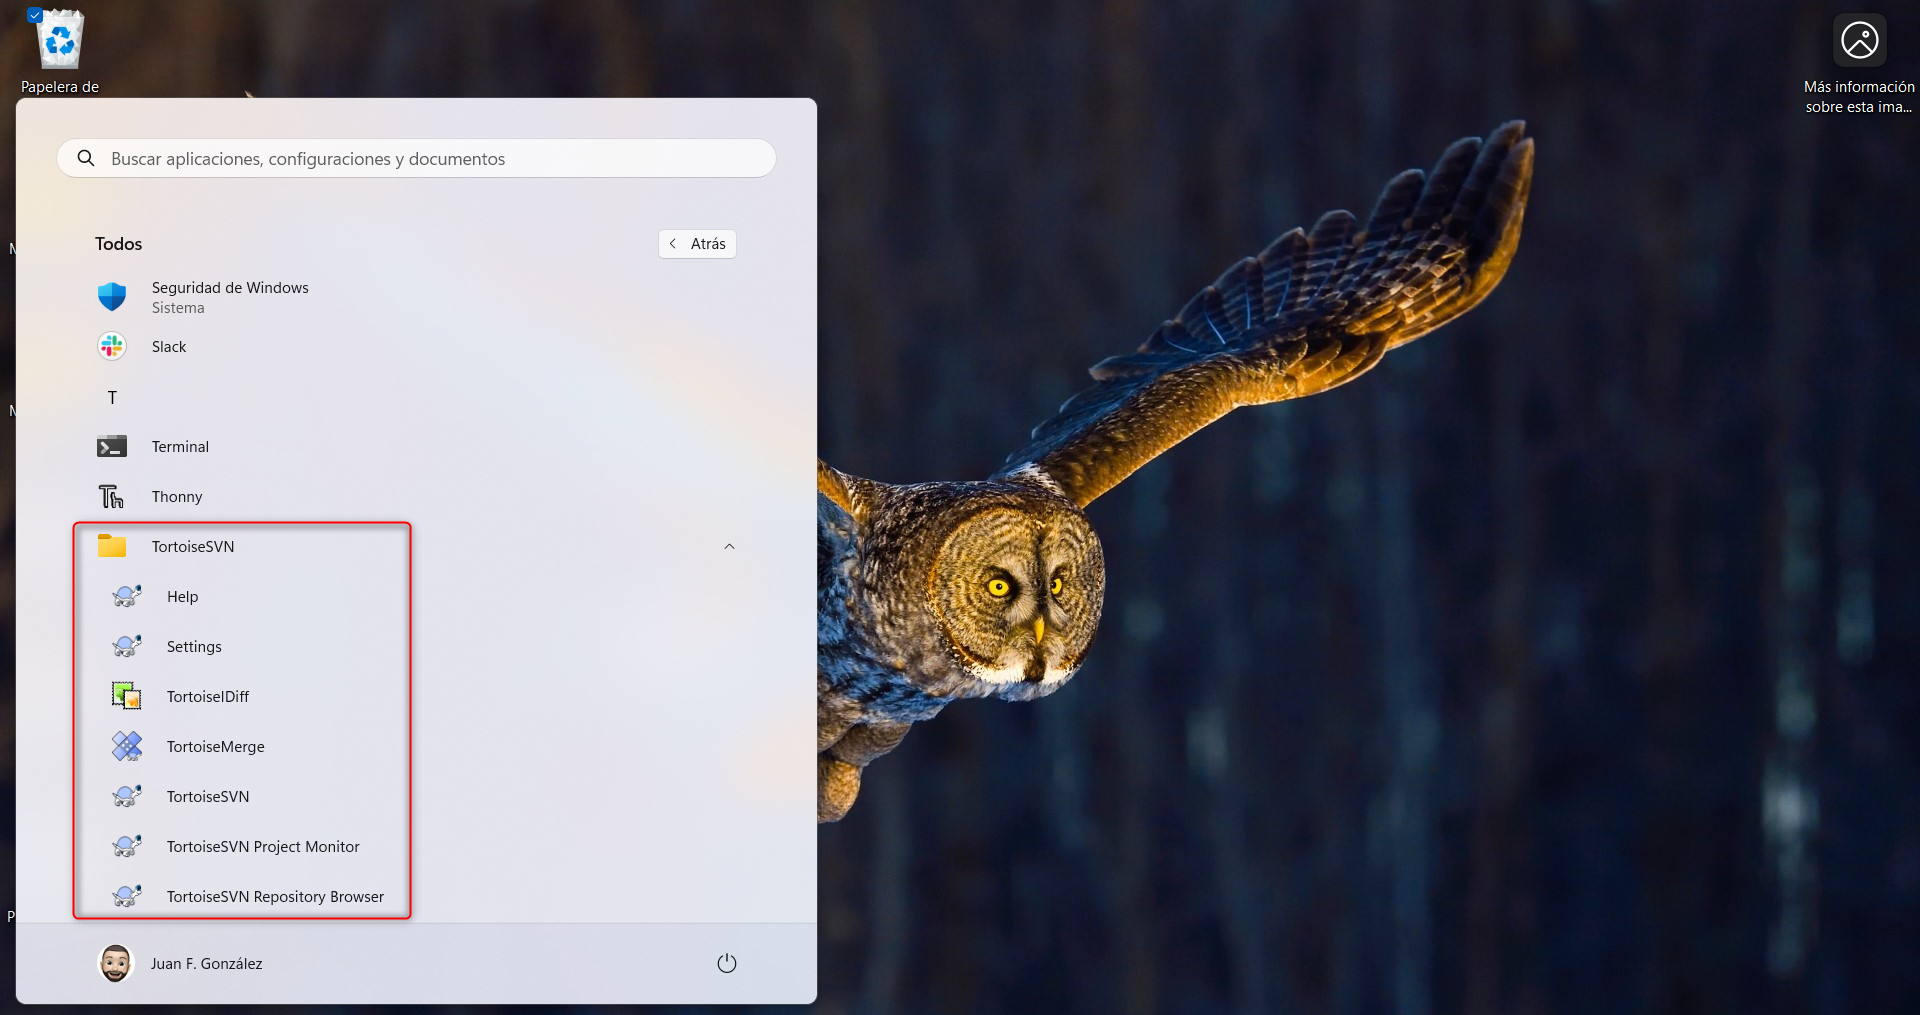 Papelera de
Más información
sobre esta ima...
Buscar aplicaciones, configuraciones y documentos
Todos
Atrás
Seguridad de Windows
Sistema
Slack
T
Terminal
Thonny
TortoiseSVN
Help
Settings
TortoiseIDiff
TortoiseMerge
TortoiseSVN
TortoiseSVN Project Monitor
TortoiseSVN Repository Browser
Juan F. González